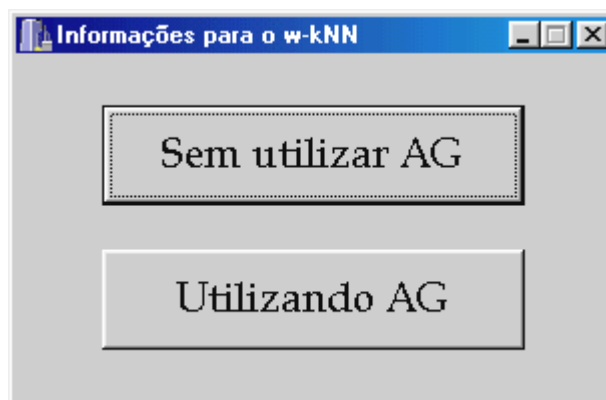 Informações para o w-kNN
Sem utilizar AG
Utilizando AG